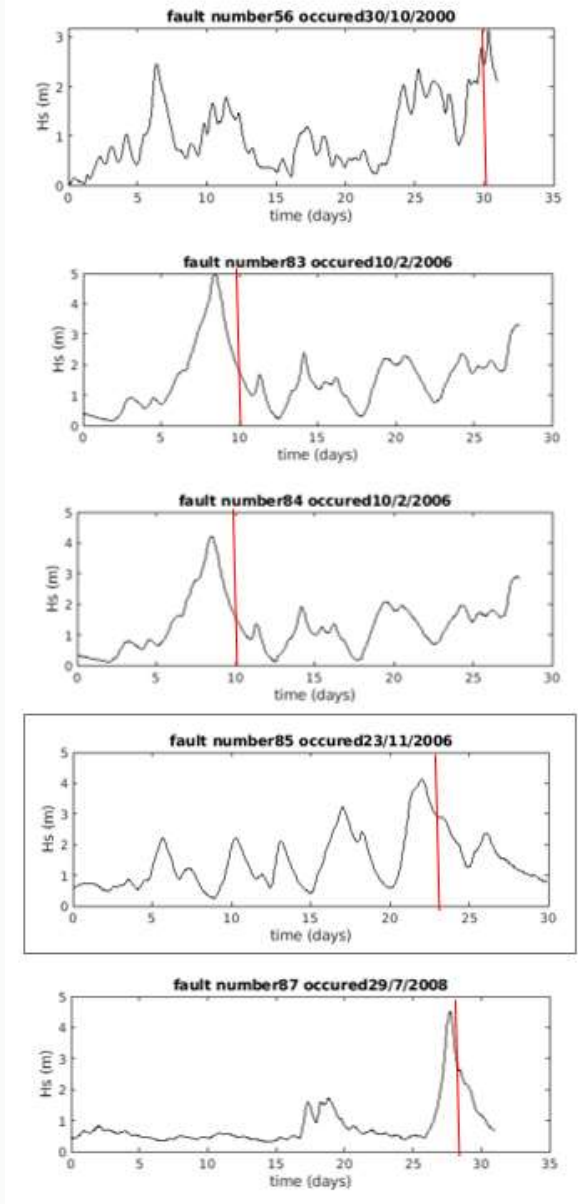 fault number56 occured30/10/2000
3
2
1
0
Hs (m)
0 5 10 15 20 25 30 35
time (days)
fault number83 occured10/2/2006
5
4
3
2
1
0
Hs (m)
0 5 10 15 20 25 30
time (days)
fault number84 occured10/2/2006
5
4
3
2
1
0
Hs (m)
0 5 10 15 20 25 30
time (days)
fault number85 occured23/11/2006
5
4
3
2
1
0
Hs (m)
0 5 10 15 20 25 30
time (days)
fault number87 occured29/7/2008
5
4
3
2
1
0
Hs (m)
0 5 10 15 20 25 30 35
time (days)